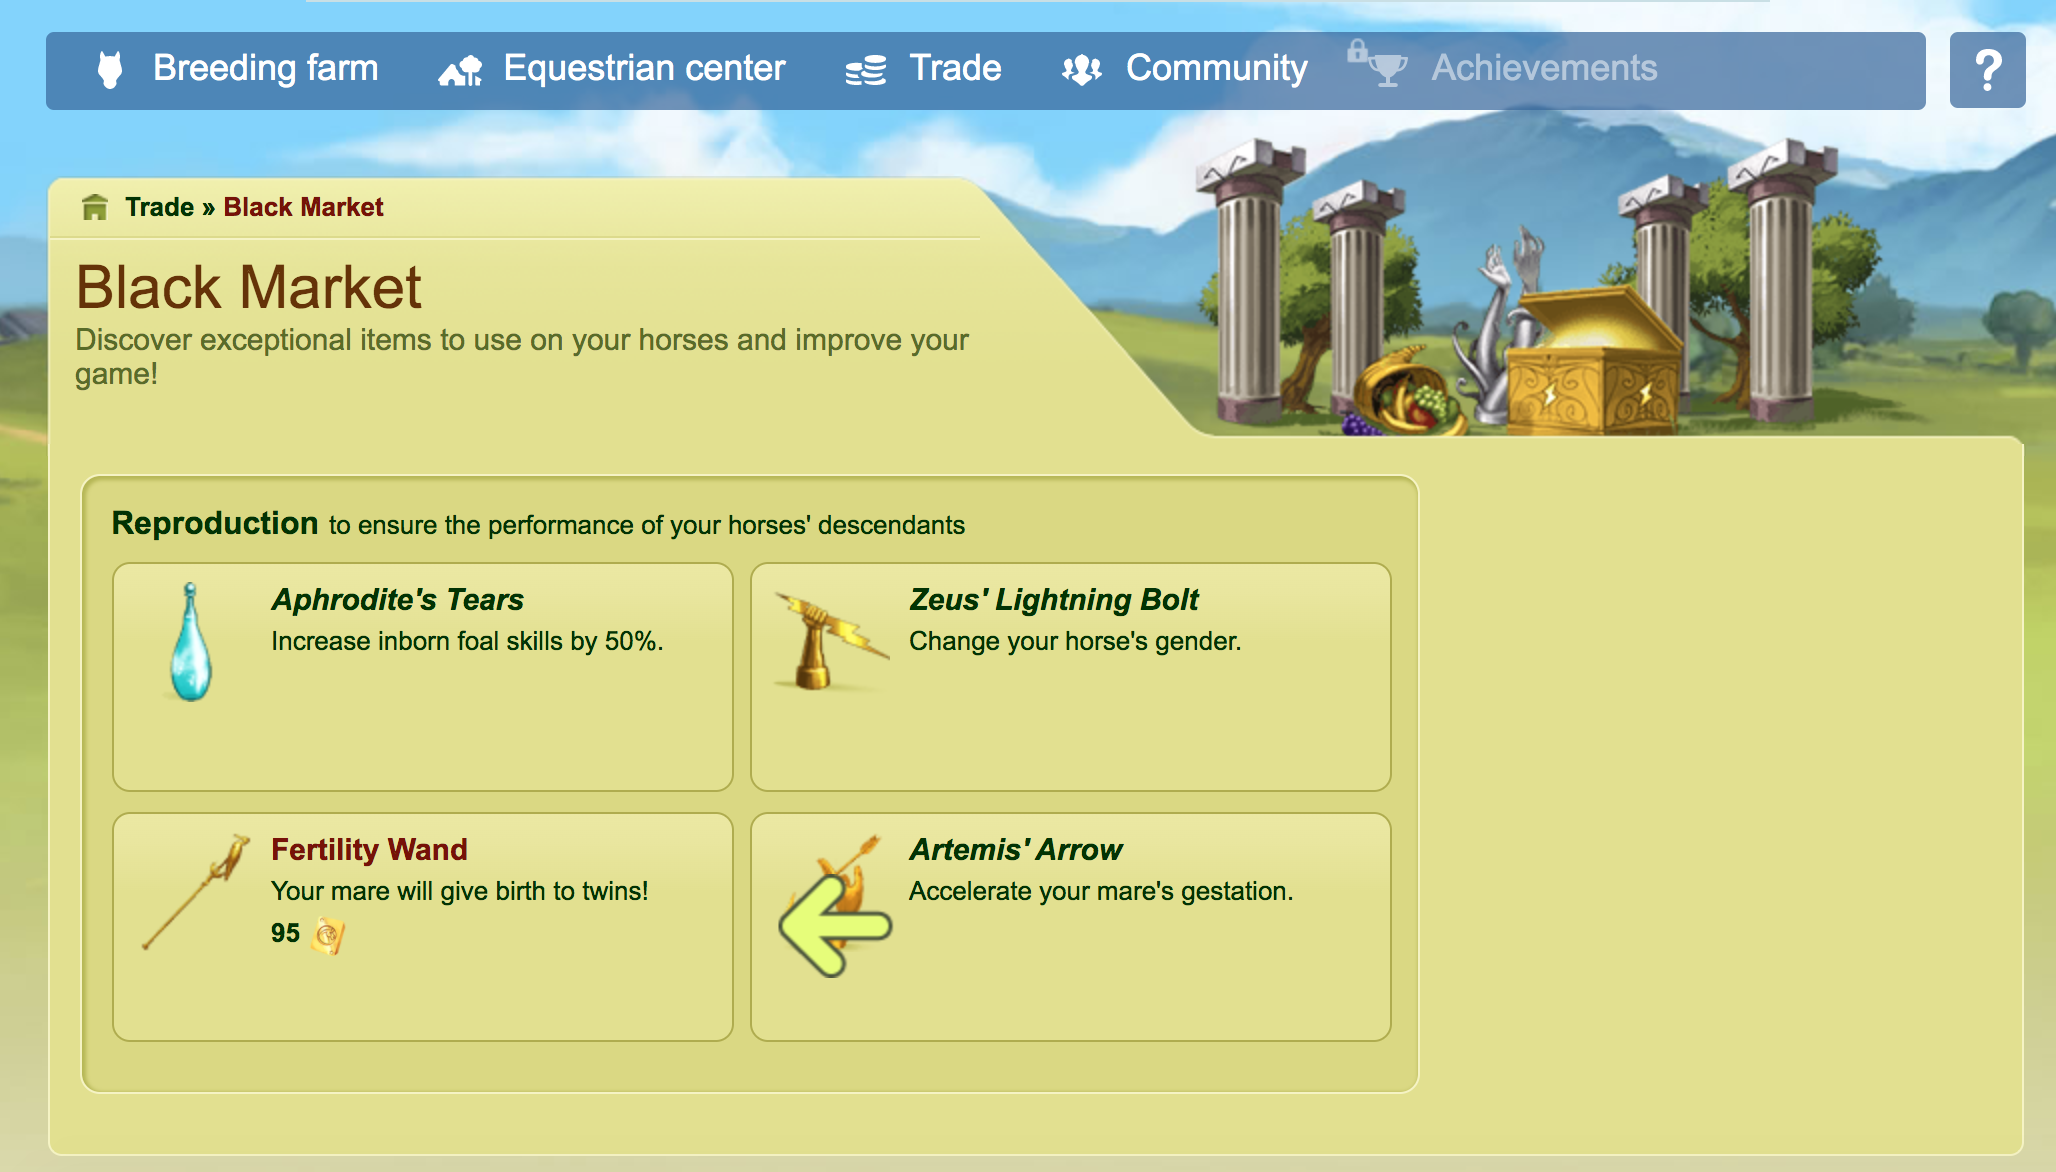 Breeding farm Equestrian center Trade Community Achievements ?
Trade » Black Market
Black Market
Discover exceptional items to use on your horses and improve your
game!
Reproduction to ensure the performance of your horses' descendants
Aphrodite's Tears
Increase inborn foal skills by 50%.
Zeus' Lightning Bolt
Change your horse's gender.
Fertility Wand
Your mare will give birth to twins!
95
Artemis' Arrow
Accelerate your mare's gestation.